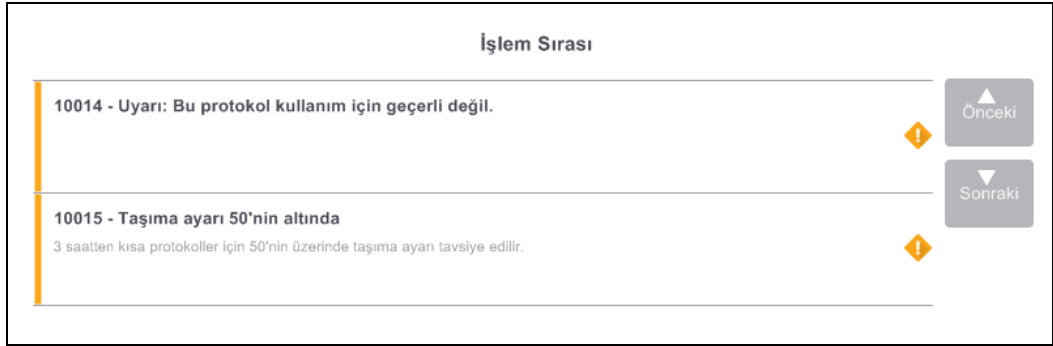 İşlem Sırası
10014 - Uyarı: Bu protokol kullanım için geçerli değil.
Önceki
Sonraki
10015 - Taşıma ayarı 50'nin altında
3 saatten kısa protokoller için 50'nin üzerinde taşıma ayarı tavsiye edilir.